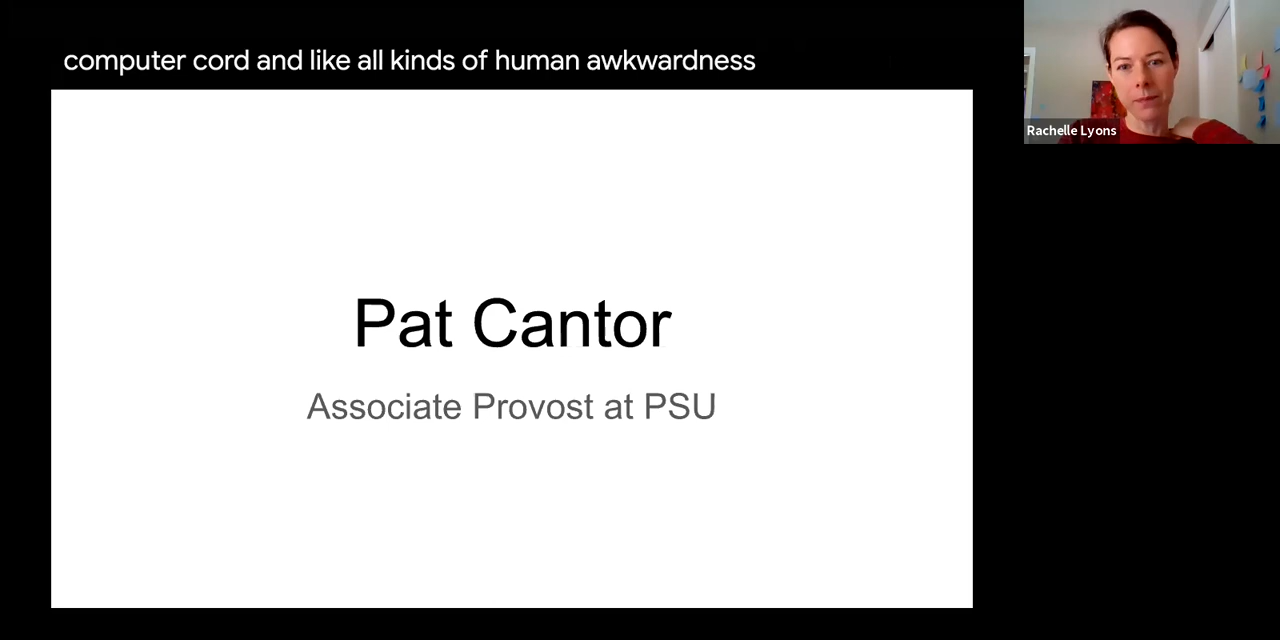 computer cord and like all kinds of human awkwardness
Rachelle Lyons
Pat Cantor
Associate Provost at PSU